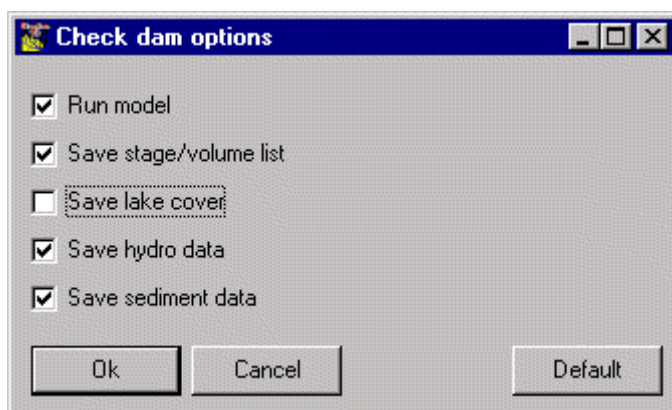 Check dam options
Run model
Save stage/volume list
Save lake cover
Save hydro data
Save sediment data
Ok Cancel Default